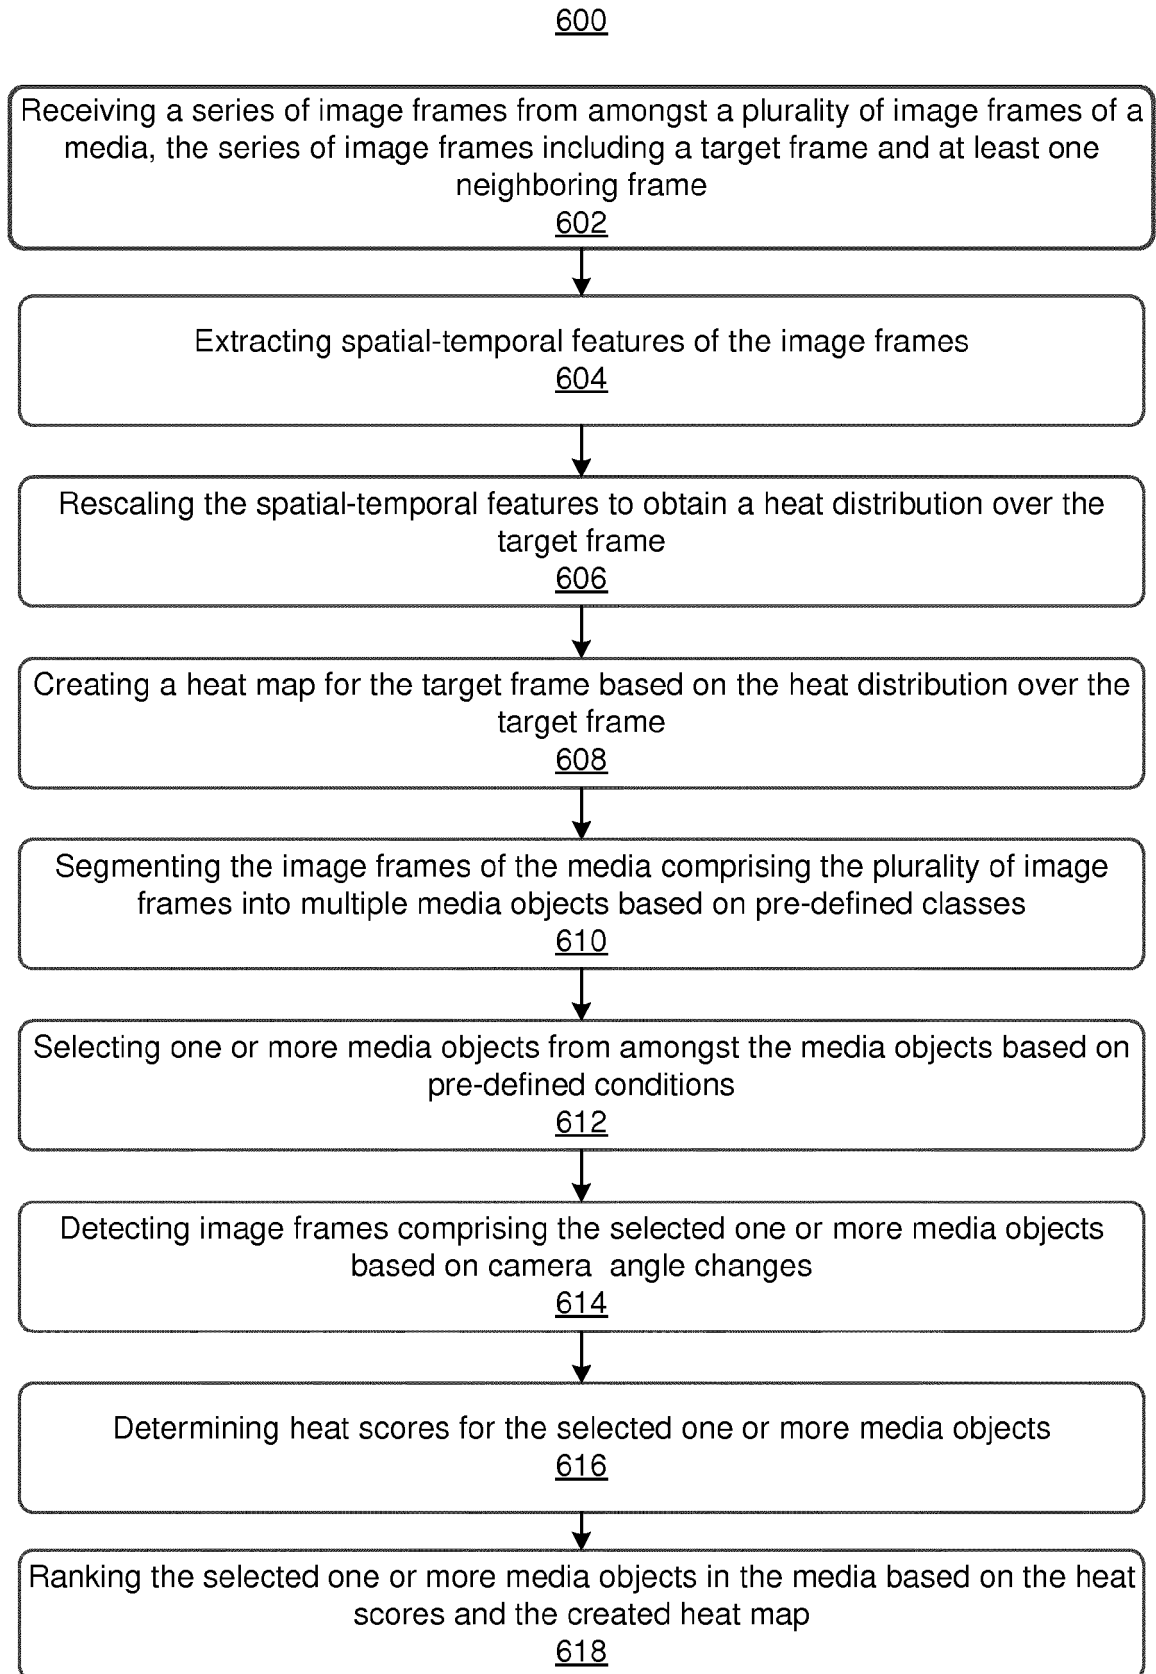 600
Receiving a series of image frames from amongst a plurality of image frames of a
media, the series of image frames including a target frame and at least one
neighboring frame
602
Extracting spatial-temporal features of the image frames
604
Rescaling the spatial-temporal features to obtain a heat distribution over the
target frame
606
Creating a heat map for the target frame based on the heat distribution over the
target frame
608
Segmenting the image frames of the media comprising the plurality of image
frames into multiple media objects based on pre-defined classes
610
Selecting one or more media objects from amongst the media objects based on
pre-defined conditions
612
Detecting image frames comprising the selected one or more media objects
based on camera angle changes
614
Determining heat scores for the selected one or more media objects
616
Ranking the selected one or more media objects in the media based on the heat
scores and the created heat map
618